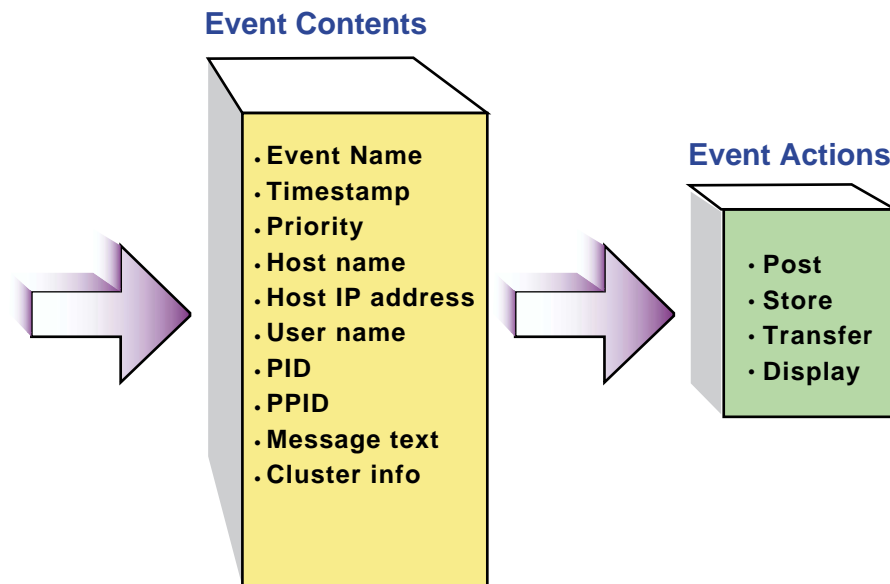 Event Contents
• Event Name
• Timestamp
• Priority
• Host name
• Host IP address
• User name
• PID
• PPID
• Message text
• Cluster info
Event Actions
• Post
• Store
• Transfer
• Display